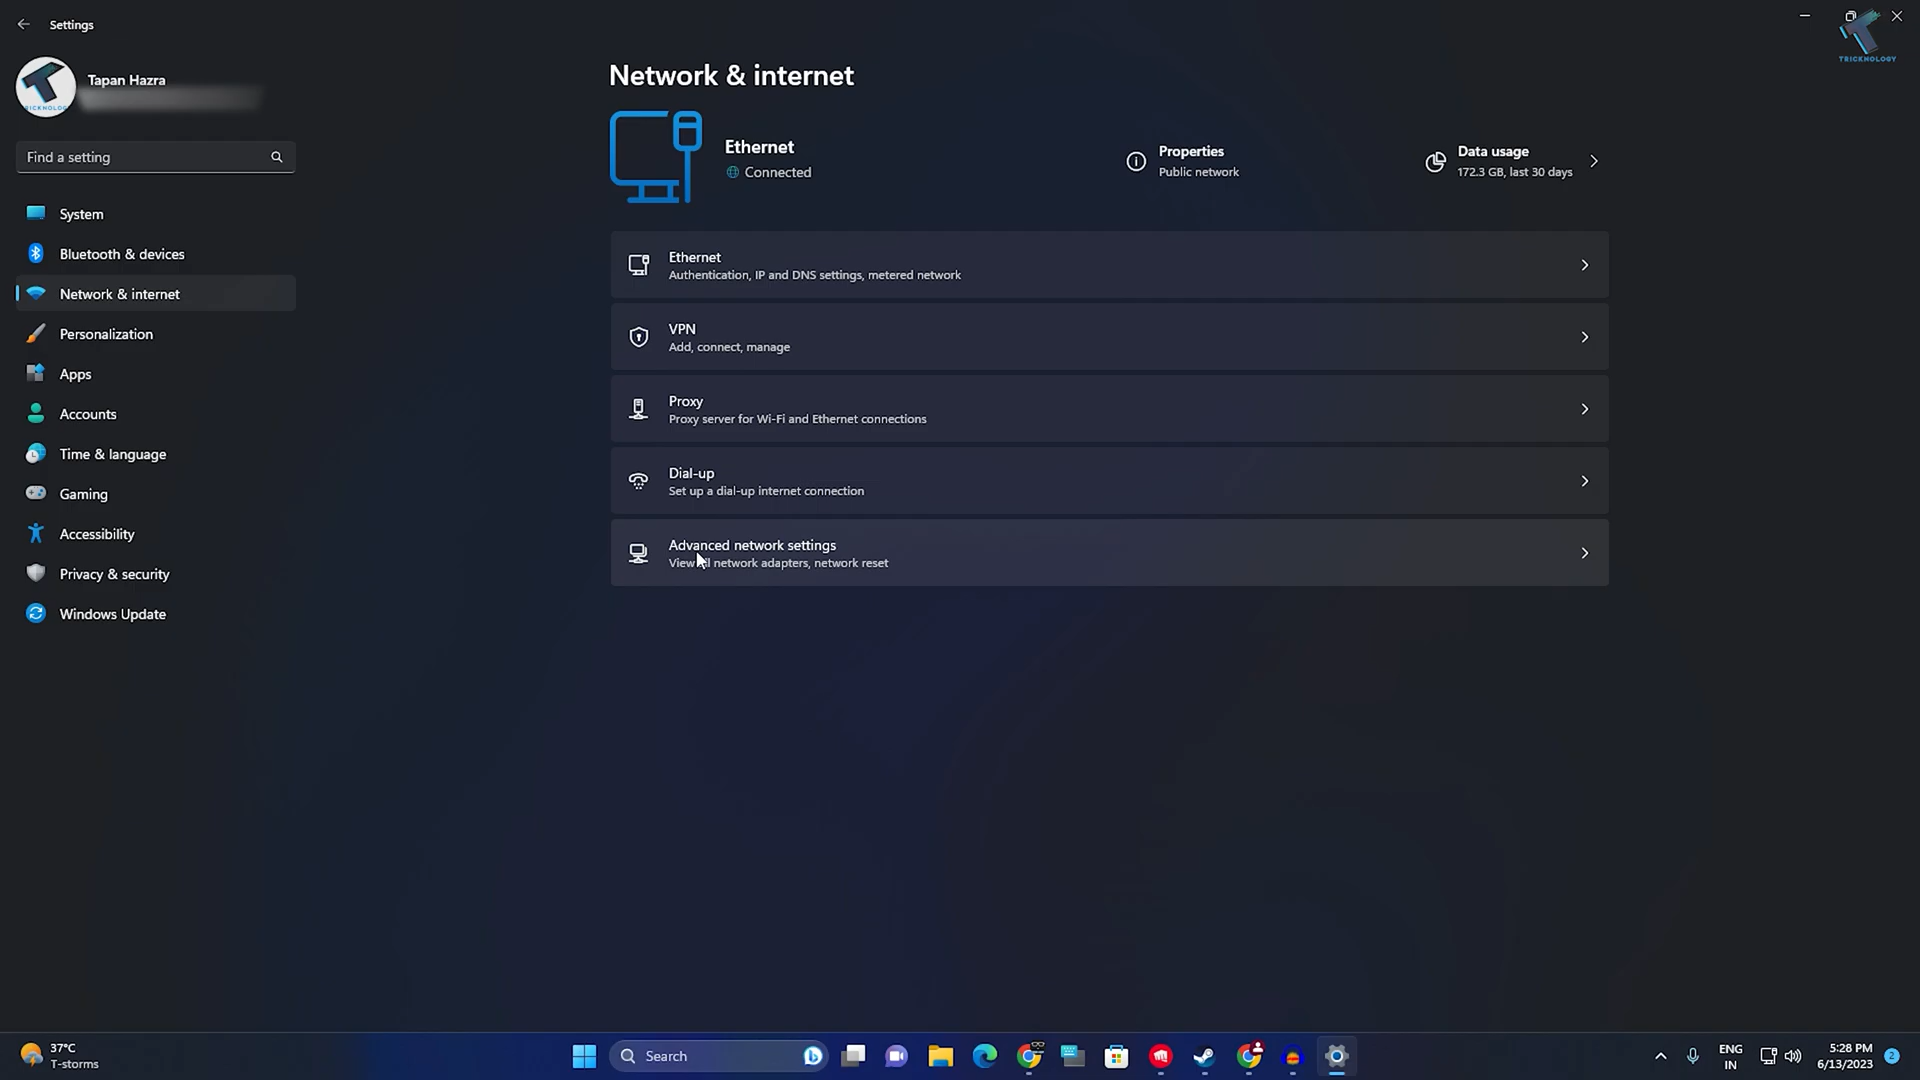 Settings
TRICKNOLOGY
Tapan Hazra
Find a setting
System
Bluetooth & devices
Network & internet
Personalization
Apps
Accounts
Time & language
Gaming
Accessibility
Privacy & security
Windows Update
Network & internet
Ethernet
Connected
Properties
Public network
Data usage
172.3 GB, last 30 days
Ethernet
Authentication, IP and DNS settings, metered network
VPN
Add, connect, manage
Proxy
Proxy server for Wi-Fi and Ethernet connections
Dial-up
Set up a dial-up internet connection
Advanced network settings
View all network adapters, network reset
37°C
T-storms
Search
ENG
IN
5:28 PM
6/13/2023
2